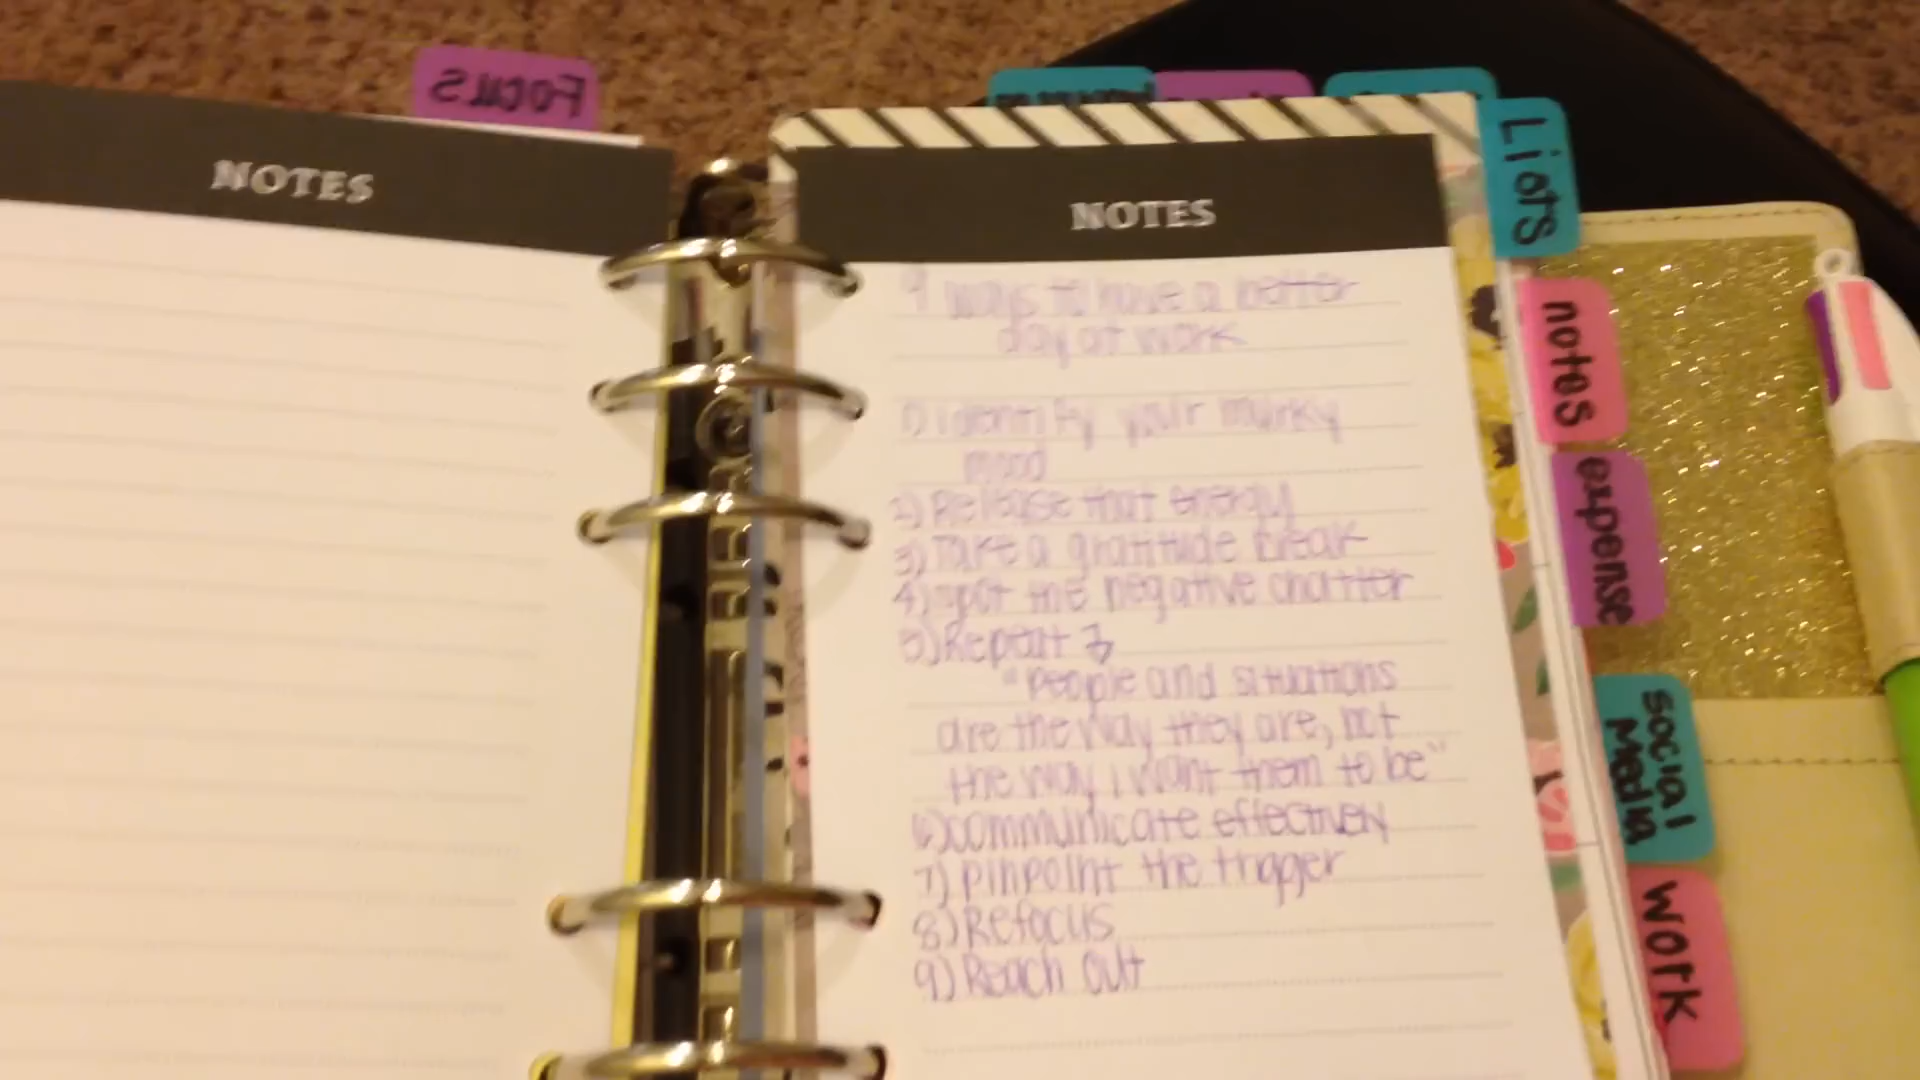 Focus
NOTES
NOTES
9 ways to have a better
day at work
1) Identify your murky
mood
2) Release that energy
3) Take a gratitude break
4) spot the negative chatter
5) Repeat
"People and situations
are the way they are, not
the way I want them to be"
6) communicate effectively
7) pinpoint the trigger
8) Refocus
9) Reach out
Lists
notes
expense
Social
Media
work